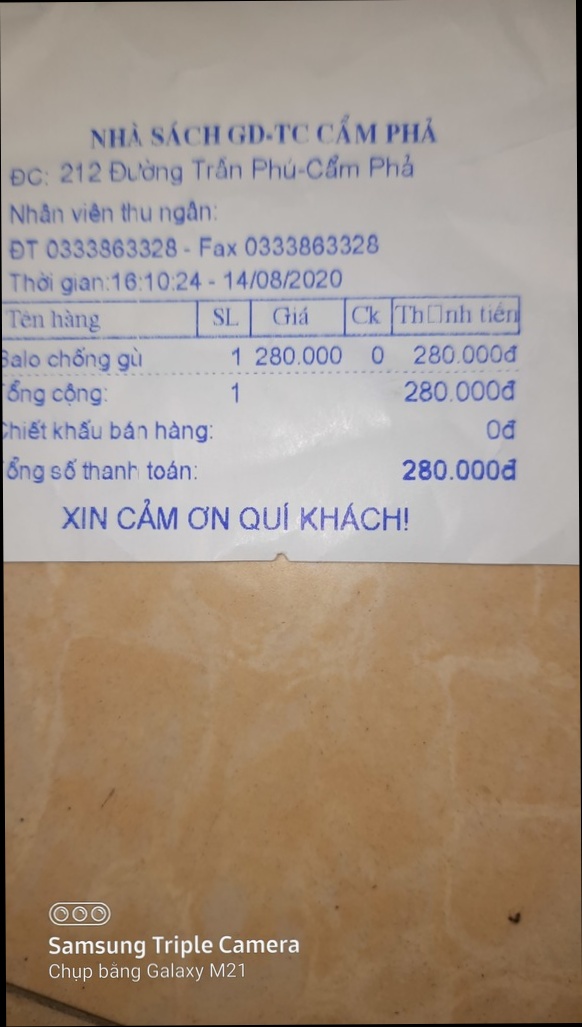 NHÀ SÁCH GD-TC CẨM PHẢ
ĐC: 212 Đường Trần Phú-Cẩm Phả
Nhân viên thu ngân:
ĐT 0333863328 - Fax 0333863328
Thời gian:16:10:24 - 14/08/2020
Tên hàng SL Giá Ck Th□nh tiền
Balo chống gù 1 280.000 0 280.000đ
Tổng cộng: 1 280.000đ
Chiết khấu bán hàng: 0đ
Tổng số thanh toán: 280.000đ
XIN CẢM ƠN QUÍ KHÁCH!
Samsung Triple Camera
Chụp bằng Galaxy M21